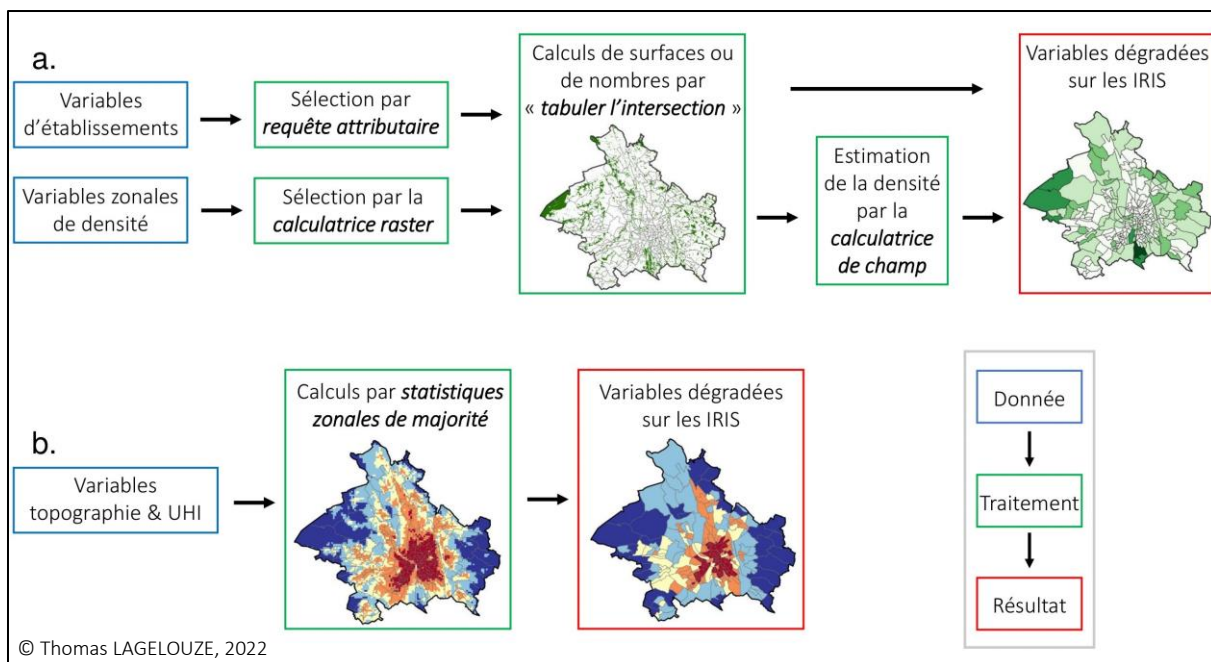 a.
Variables
d'établissements
Sélection par
requête attributaire
Calculs de surfaces ou
de nombres par
« tabuler l'intersection »
Variables dégradées
sur les IRIS
Variables zonales
de densité
Sélection par la
calculatrice raster
Estimation
de la densité
par la
calculatrice
de champ
b.
Variables
topographie & UHI
Calculs par statistiques
zonales de majorité
Variables dégradées
sur les IRIS
Donnée
Traitement
Résultat
© Thomas LAGELOUZE, 2022